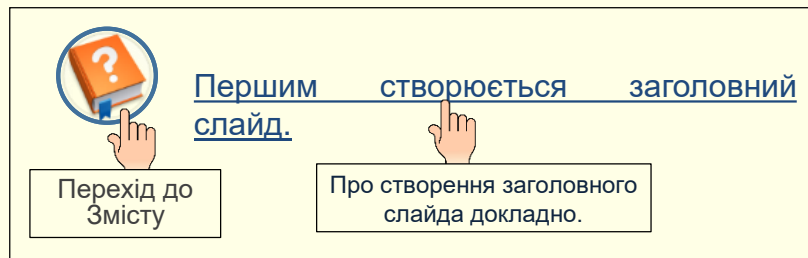 ?
Першим створюється заголовний
слайд.
Перехід до
Змісту
Про створення заголовного
слайда докладно.